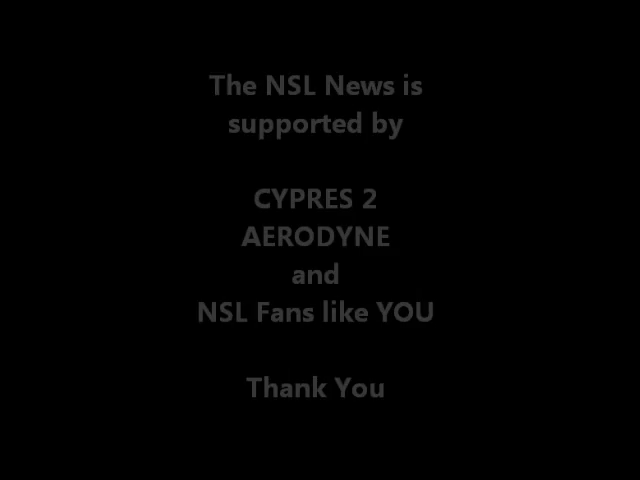 The NSL News is
supported by
CYPRES 2
AERODYNE
and
NSL Fans like YOU
Thank You